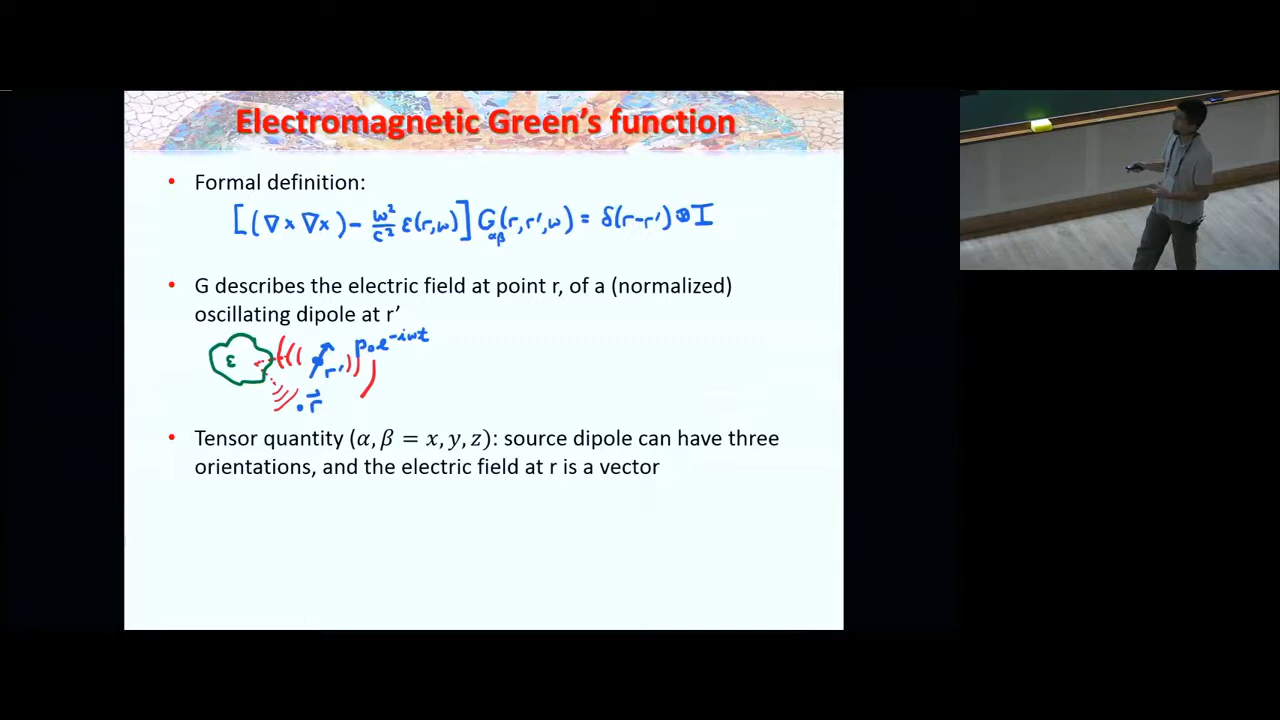 Electromagnetic Green's function
• Formal definition:
[(∇×∇×) − ω²/c² ε(r,ω)] G_αβ(r,r',ω) = δ(r−r') ⊗ I
• G describes the electric field at point r, of a (normalized)
oscillating dipole at r'
ε p₀e^−iωt
r'
r⃗
• Tensor quantity (α, β = x, y, z): source dipole can have three
orientations, and the electric field at r is a vector